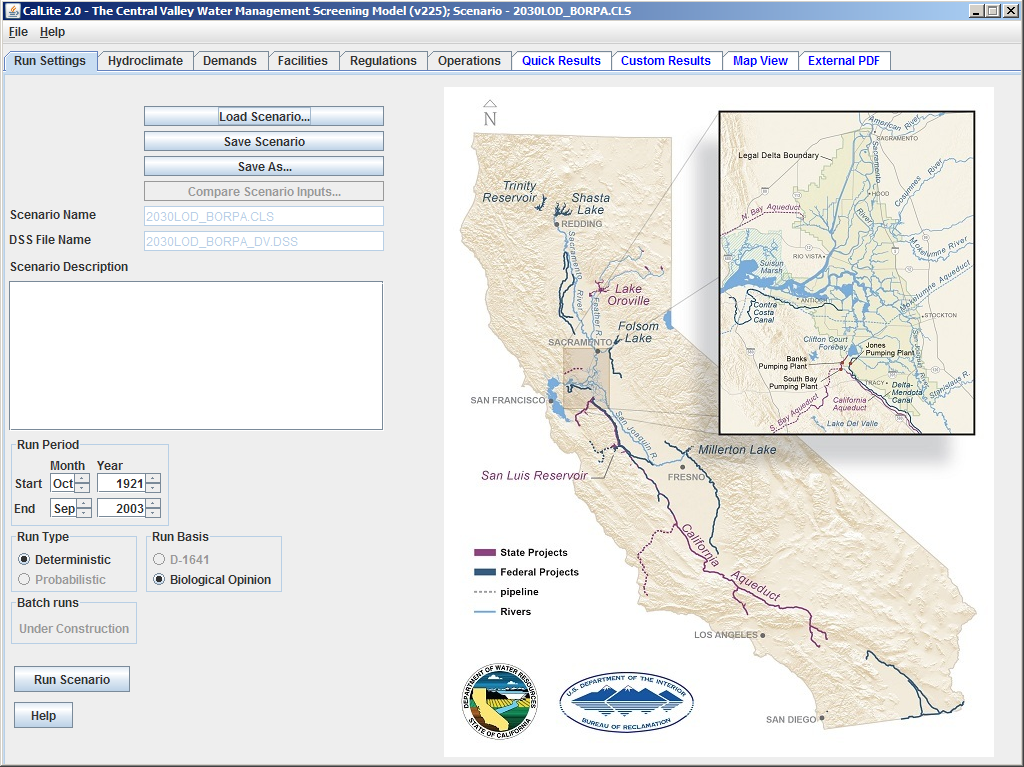 CalLite 2.0 - The Central Valley Water Management Screening Model (v225); Scenario - 2030LOD_BORPA.CLS
File Help
Run Settings Hydroclimate Demands Facilities Regulations Operations Quick Results Custom Results Map View External PDF
Load Scenario...
Save Scenario
Save As...
Compare Scenario Inputs...
Scenario Name 2030LOD_BORPA.CLS
DSS File Name 2030LOD_BORPA_DV.DSS
Scenario Description
Run Period
Month Year
Start Oct 1921
End Sep 2003
Run Type
Deterministic
Probabilistic
Run Basis
D-1641
Biological Opinion
Batch runs
Under Construction
Run Scenario
Help
N
Trinity
Reservoir
Shasta
Lake
REDDING
Sacramento River
Feather R.
Lake
Oroville
Folsom
Lake
SACRAMENTO
SAN FRANCISCO
San Joaquin R.
Millerton Lake
FRESNO
San Luis Reservoir
California Aqueduct
LOS ANGELES
SAN DIEGO
State Projects
Federal Projects
pipeline
Rivers
DEPARTMENT OF WATER RESOURCES
STATE OF CALIFORNIA
U.S. DEPARTMENT OF THE INTERIOR
BUREAU OF RECLAMATION
American River
SACRAMENTO
Legal Delta Boundary
Sacramento
River
HOOD
Cosumnes River
N. Bay Aqueduct
Mokelumne River
RIO VISTA
Suisun
Marsh
Mokelumne Aqueduct
ANTIOCH
Contra
Costa
Canal
STOCKTON
Clifton Court
Forebay
Jones
Pumping Plant
Banks
Pumping Plant
South Bay
Pumping Plant
TRACY
Delta-
Mendota
Canal
San Joaquin River
Stanislaus R.
California
Aqueduct
S. Bay Aqueduct
Lake Del Valle